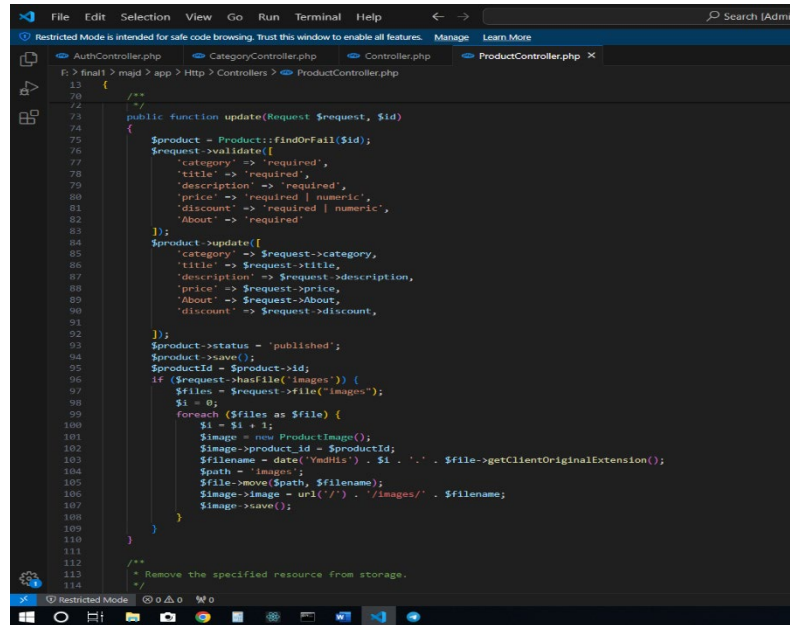 File Edit Selection View Go Run Terminal Help ← → Search [Admi
Restricted Mode is intended for safe code browsing. Trust this window to enable all features. Manage Learn More
AuthController.php CategoryController.php Controller.php ProductController.php ×
F: > final1 > majd > app > Http > Controllers > ProductController.php
13 {
70 /**
72 */
73 public function update(Request $request, $id)
74 {
75 $product = Product::findOrFail($id);
76 $request->validate([
77 'category' => 'required',
78 'title' => 'required',
79 'description' => 'required',
80 'price' => 'required | numeric',
81 'discount' => 'required | numeric',
82 'About' => 'required'
83 ]);
84 $product->update([
85 'category' => $request->category,
86 'title' => $request->title,
87 'description' => $request->description,
88 'price' => $request->price,
89 'About' => $request->About,
90 'discount' => $request->discount,
91
92 ]);
93 $product->status = 'published';
94 $product->save();
95 $productId = $product->id;
96 if ($request->hasFile('images')) {
97 $files = $request->file("images");
98 $i = 0;
99 foreach ($files as $file) {
100 $i = $i + 1;
101 $image = new ProductImage();
102 $image->product_id = $productId;
103 $filename = date('YmdHis') . $i . '.' . $file->getClientOriginalExtension();
104 $path = 'images';
105 $file->move($path, $filename);
106 $image->image = url('/') . '/images/' . $filename;
107 $image->save();
108 }
109 }
110 }
111
112 /**
113 * Remove the specified resource from storage.
114 */
Restricted Mode 0 0 0